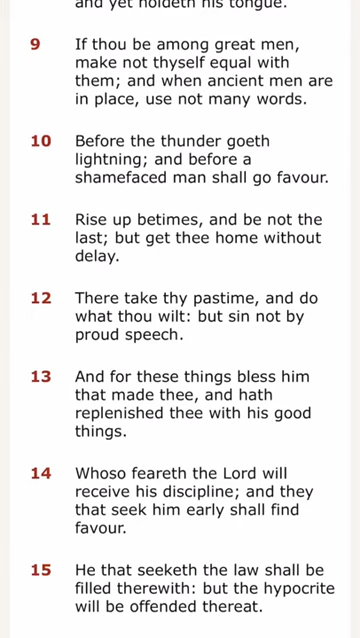 and yet holdeth his tongue.
9 If thou be among great men,
make not thyself equal with
them; and when ancient men are
in place, use not many words.
10 Before the thunder goeth
lightning; and before a
shamefaced man shall go favour.
11 Rise up betimes, and be not the
last; but get thee home without
delay.
12 There take thy pastime, and do
what thou wilt: but sin not by
proud speech.
13 And for these things bless him
that made thee, and hath
replenished thee with his good
things.
14 Whoso feareth the Lord will
receive his discipline; and they
that seek him early shall find
favour.
15 He that seeketh the law shall be
filled therewith: but the hypocrite
will be offended thereat.